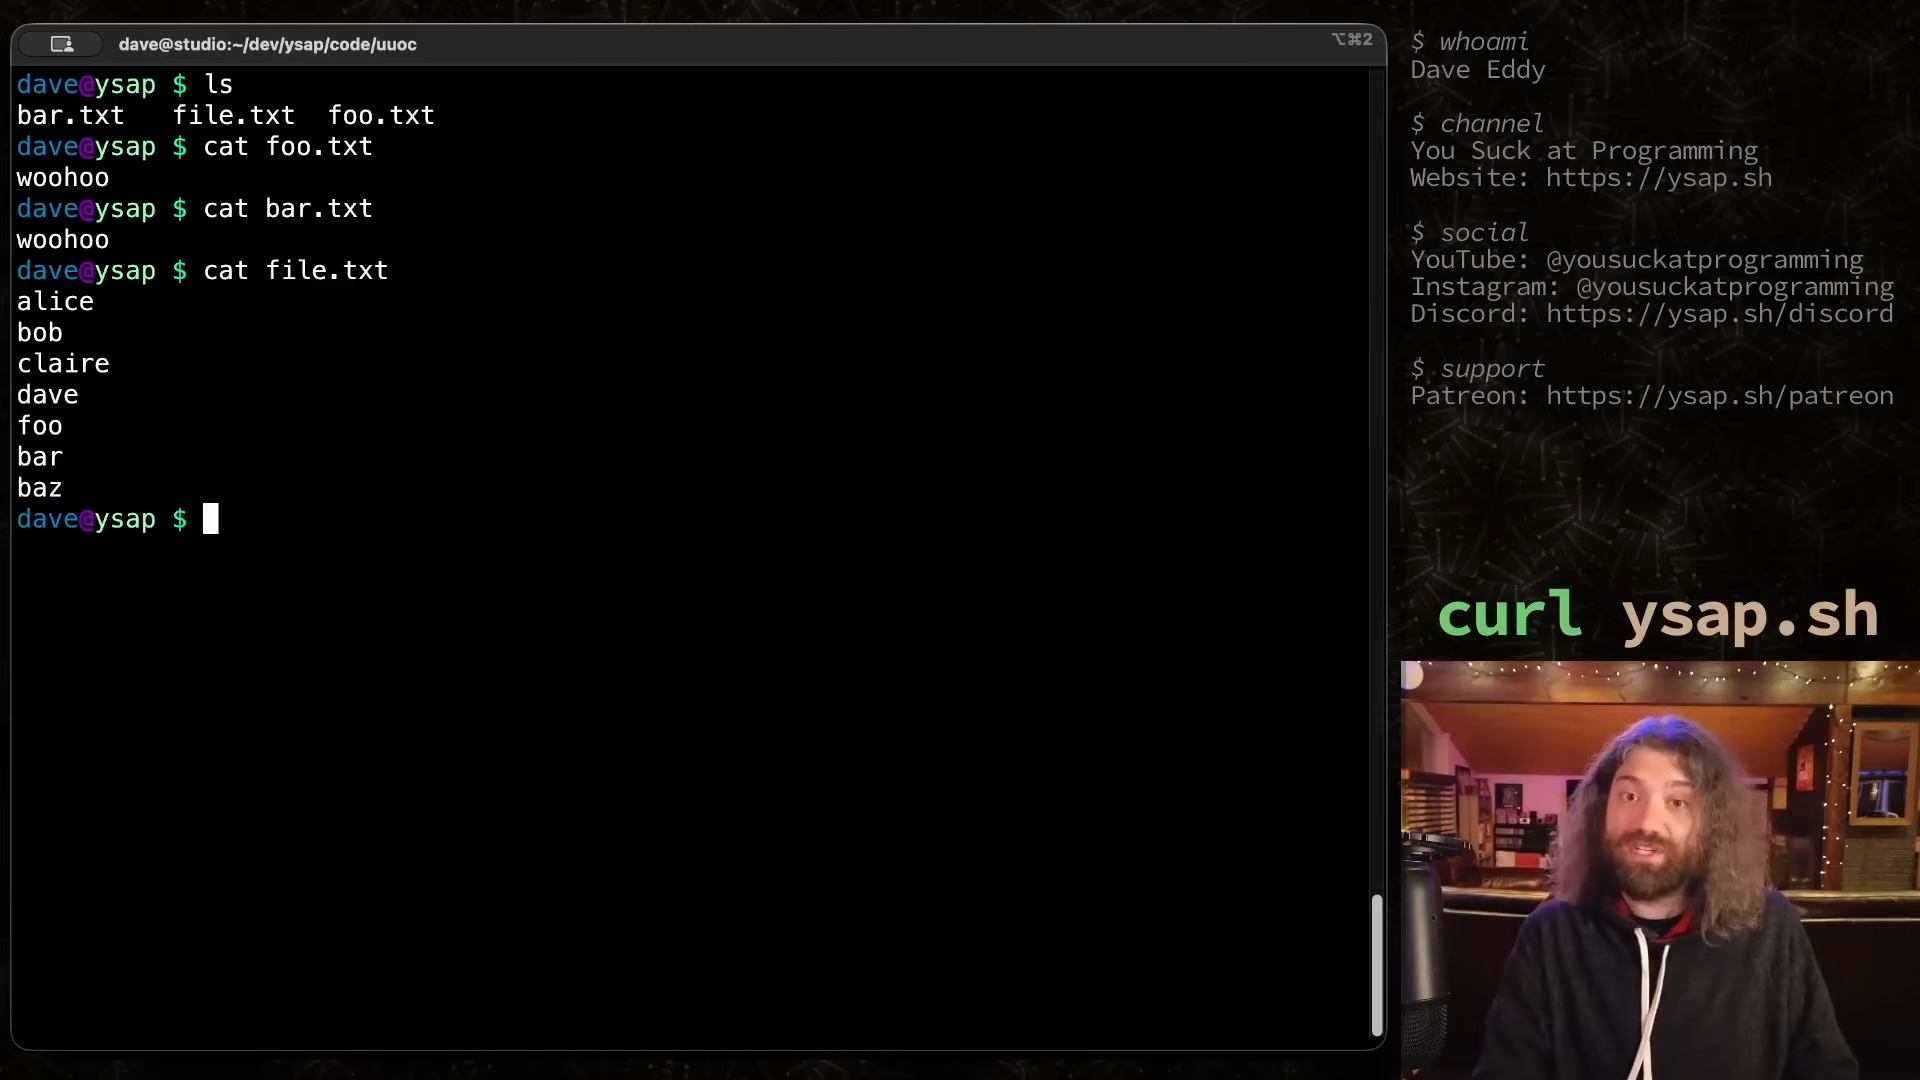 dave@studio:~/dev/ysap/code/uuoc
⌥⌘2
dave@ysap $ ls
bar.txt   file.txt  foo.txt
dave@ysap $ cat foo.txt
woohoo
dave@ysap $ cat bar.txt
woohoo
dave@ysap $ cat file.txt
alice
bob
claire
dave
foo
bar
baz
dave@ysap $
$ whoami
Dave Eddy
$ channel
You Suck at Programming
Website: https://ysap.sh
$ social
YouTube: @yousuckatprogramming
Instagram: @yousuckatprogramming
Discord: https://ysap.sh/discord
$ support
Patreon: https://ysap.sh/patreon
curl ysap.sh